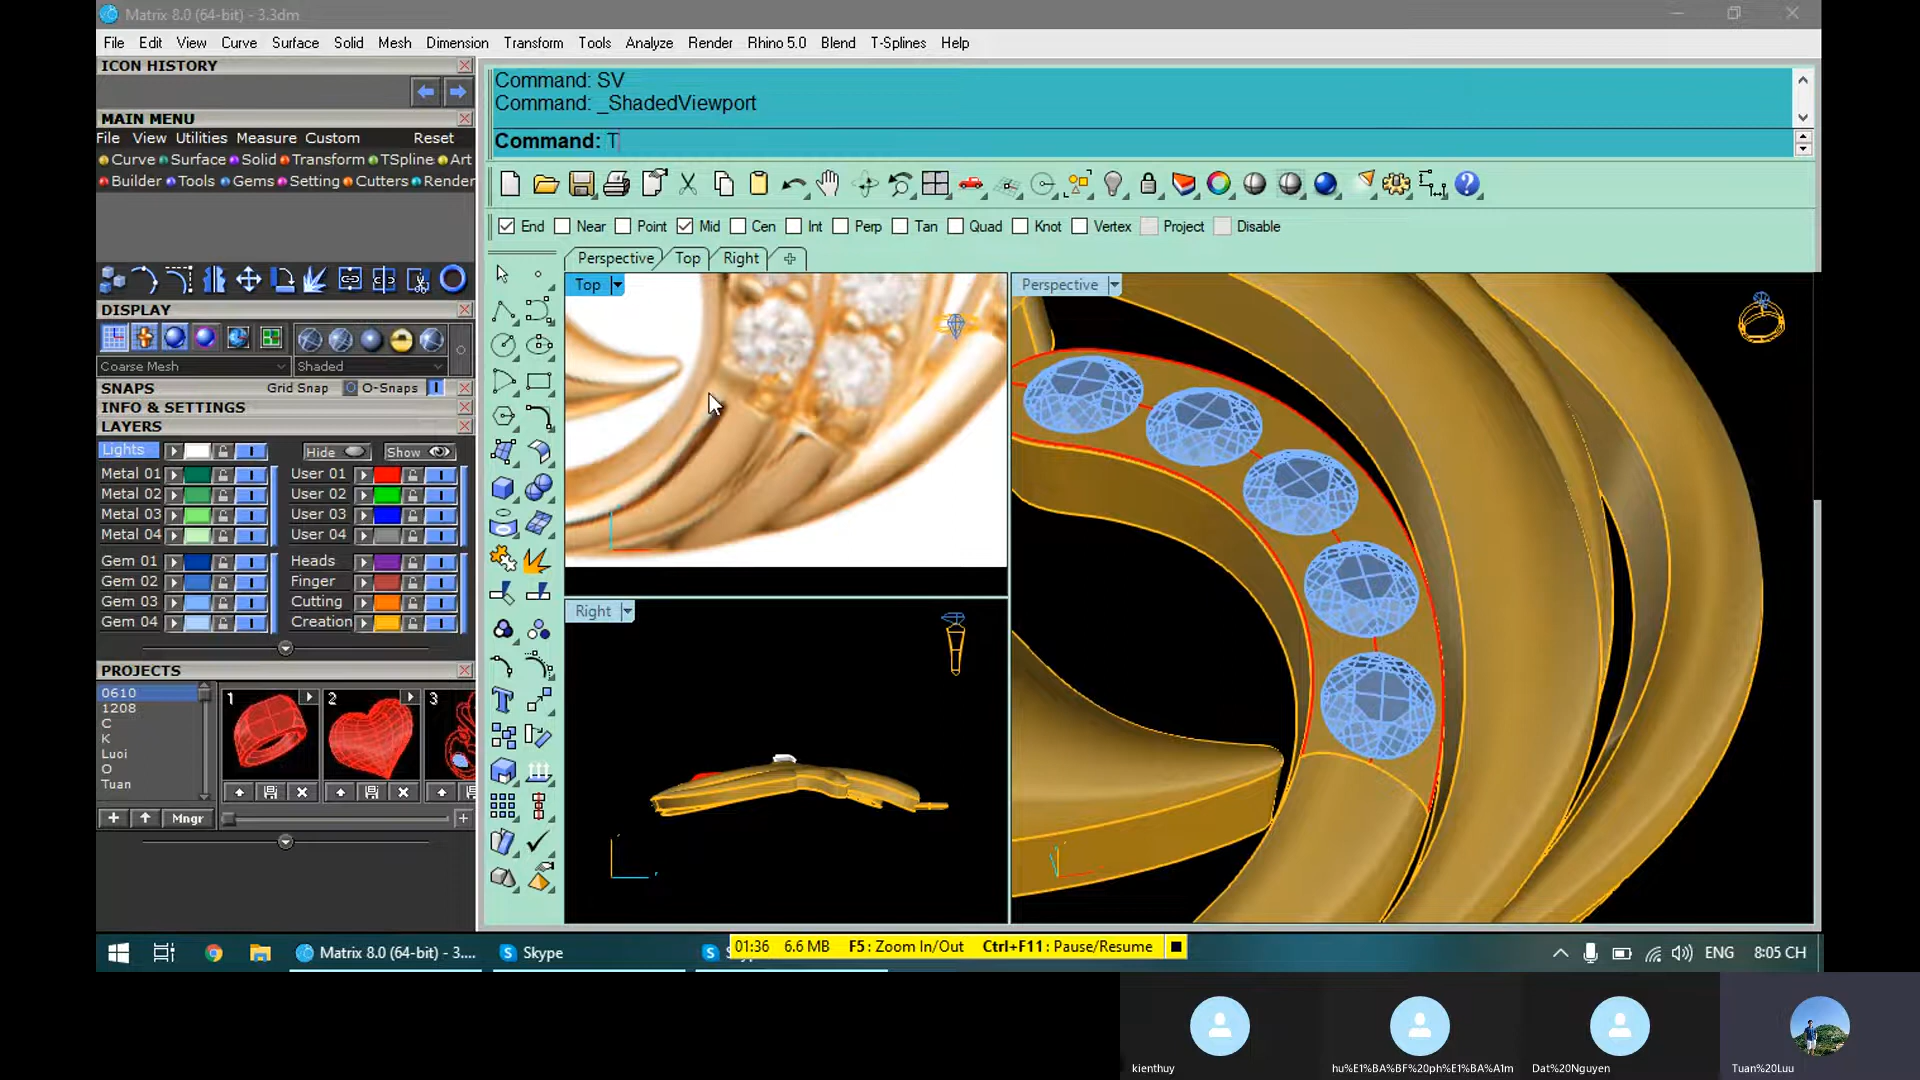 Matrix 8.0 (64-bit) - 3.3dm
File Edit View Curve Surface Solid Mesh Dimension Transform Tools Analyze Render Rhino 5.0 Blend T-Splines Help
ICON HISTORY
MAIN MENU
File View Utilities Measure Custom Reset
Curve Surface Solid Transform TSpline Art
Builder Tools Gems Setting Cutters Render
DISPLAY
Coarse Mesh Shaded
SNAPS Grid Snap O-Snaps
INFO & SETTINGS
LAYERS
Lights Hide Show
Metal 01 User 01
Metal 02 User 02
Metal 03 User 03
Metal 04 User 04
Gem 01 Heads
Gem 02 Finger
Gem 03 Cutting
Gem 04 Creation
PROJECTS
0610
1208
C
K
Luoi
O
Tuan
1 2 3
Mngr
Command: SV
Command: _ShadedViewport
Command: T
End Near Point Mid Cen Int Perp Tan Quad Knot Vertex Project Disable
Perspective Top Right
Top
Perspective
Right
Matrix 8.0 (64-bit) - 3....
Skype
01:36 6.6 MB F5: Zoom In/Out Ctrl+F11: Pause/Resume
ENG
8:05 CH
kienthuy
hu%E1%BA%BF%20ph%E1%BA%A1m
Dat%20Nguyen
Tuan%20Luu